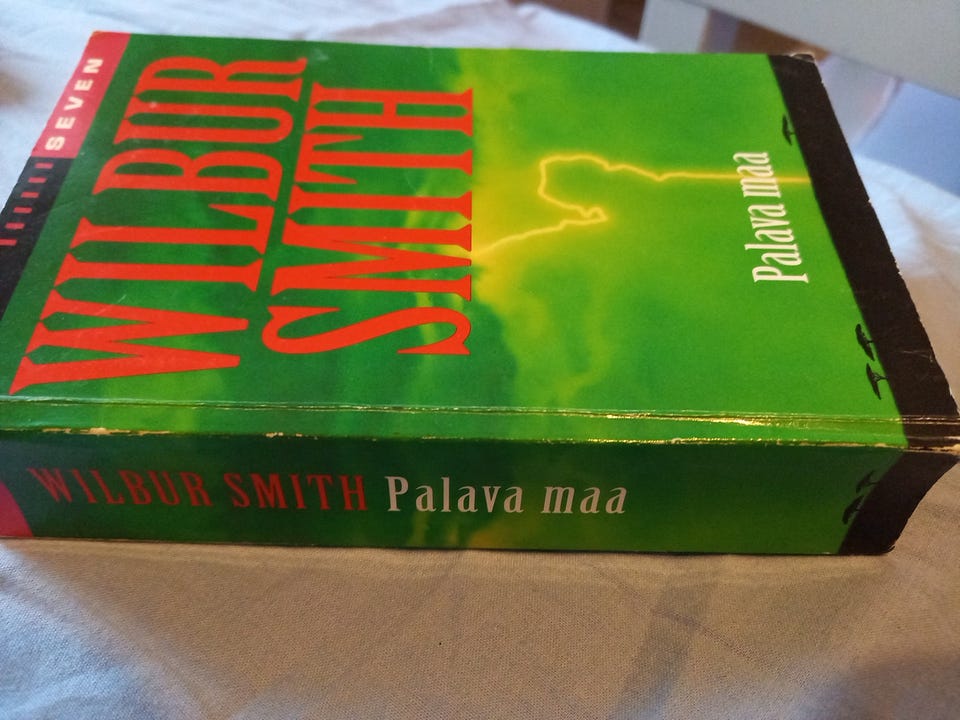 SEVEN
WILBUR
SMITH
Palava maa
WILBUR SMITH Palava maa